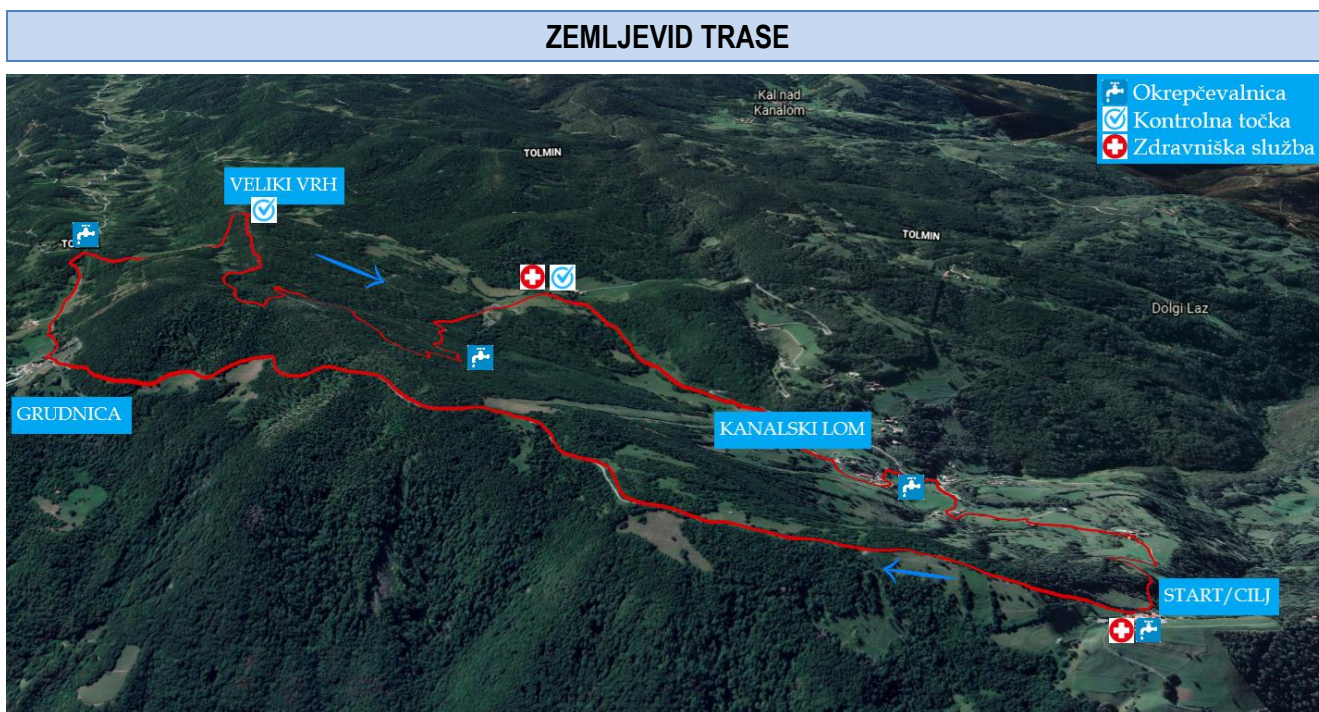 ZEMLJEVID TRASE
Kal nad
Kanalom
Okrepčevalnica
Kontrolna točka
Zdravniška služba
TOLMIN
VELIKI VRH
TOLMIN
Dolgi Laz
GRUDNICA
KANALSKI LOM
START/CILJ